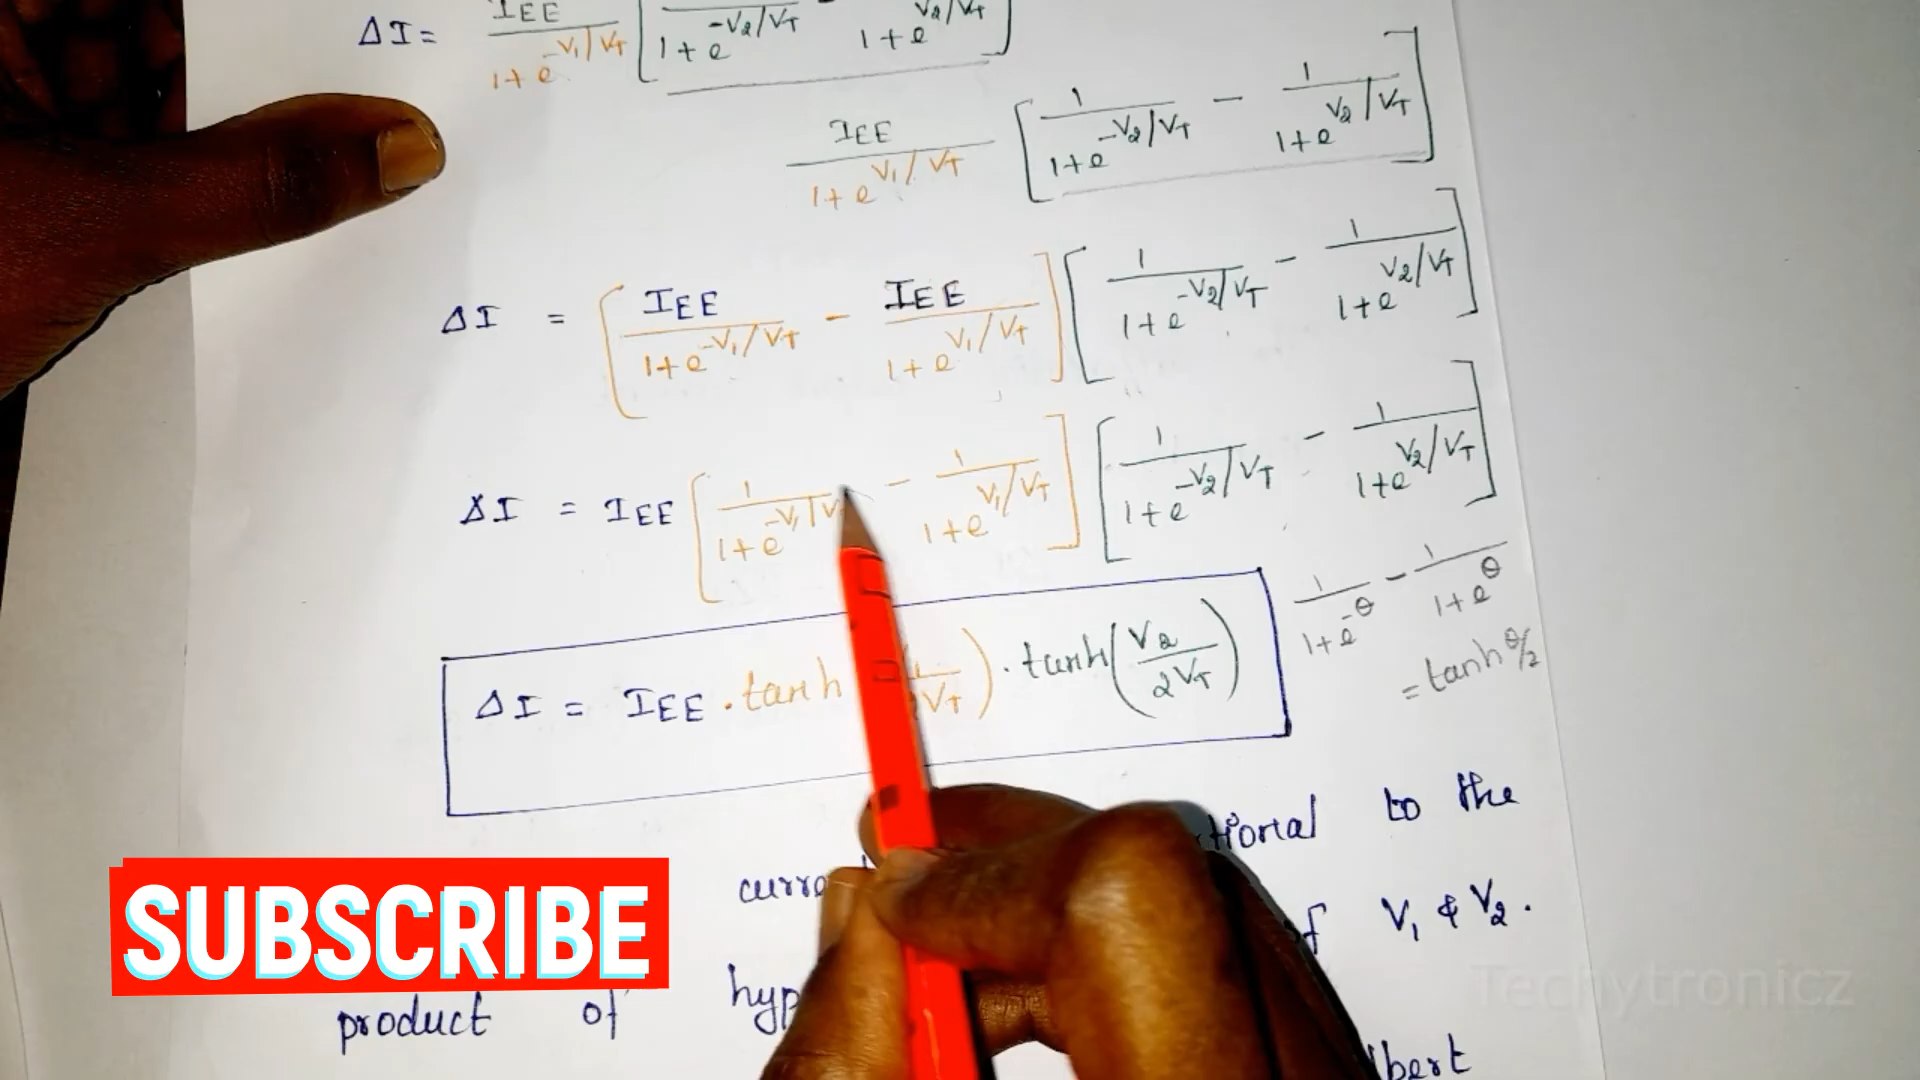 ΔI = IEE / 1+e^-V1/VT [ / 1+e^-V2/VT - / 1+e^V2/VT ]
IEE / 1+e^V1/VT [ 1 / 1+e^-V2/VT - 1 / 1+e^V2/VT ]
ΔI = [ IEE / 1+e^-V1/VT - IEE / 1+e^V1/VT ] [ 1 / 1+e^-V2/VT - 1 / 1+e^V2/VT ]
ΔI = IEE [ 1 / 1+e^-V1/V - 1 / 1+e^V1/VT ] [ 1 / 1+e^-V2/VT - 1 / 1+e^V2/VT ]
1 / 1+e^-θ - 1 / 1+e^θ
= tanh θ/2
ΔI = IEE . tanh ( VT ) . tanh ( V2 / 2VT )
to the
V1 & V2.
product of
SUBSCRIBE
Techytronicz